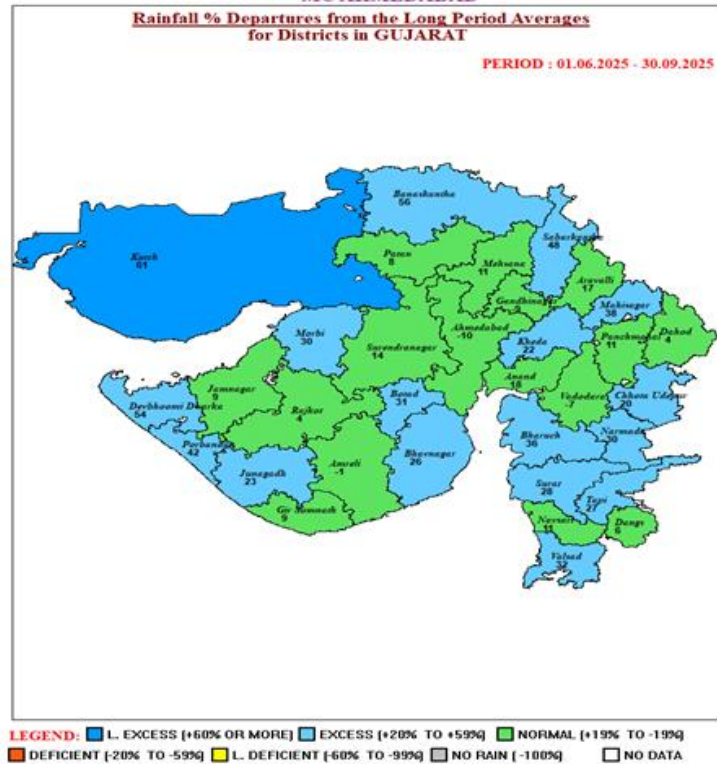 Rainfall % Departures from the Long Period Averages
for Districts in GUJARAT
PERIOD : 01.06.2025 - 30.09.2025
Banaskantha
56
Kutch
61
Sabarkantha
48
Patan
8
Mehsana
11
Aravalli
17
Gandhinagar
Mahisagar
38
Morbi
30
Ahmedabad
-10
Kheda
22
Panchmahal
11
Dahod
4
Surendranagar
14
Anand
18
Vadodara
-7
Chhota Udepur
20
Jamnagar
9
Devbhoomi Dwarka
54
Rajkot
4
Botad
31
Porbandar
42
Bharuch
36
Narmada
30
Junagadh
23
Amreli
-1
Bhavnagar
26
Surat
28
Tapi
27
Gir Somnath
9
Navsari
11
Dangs
6
Valsad
32
LEGEND: L. EXCESS (+60% OR MORE) EXCESS (+20% TO +59%) NORMAL (+19% TO -19%)
DEFICIENT (-20% TO -59%) L. DEFICIENT (-60% TO -99%) NO RAIN (-100%) NO DATA